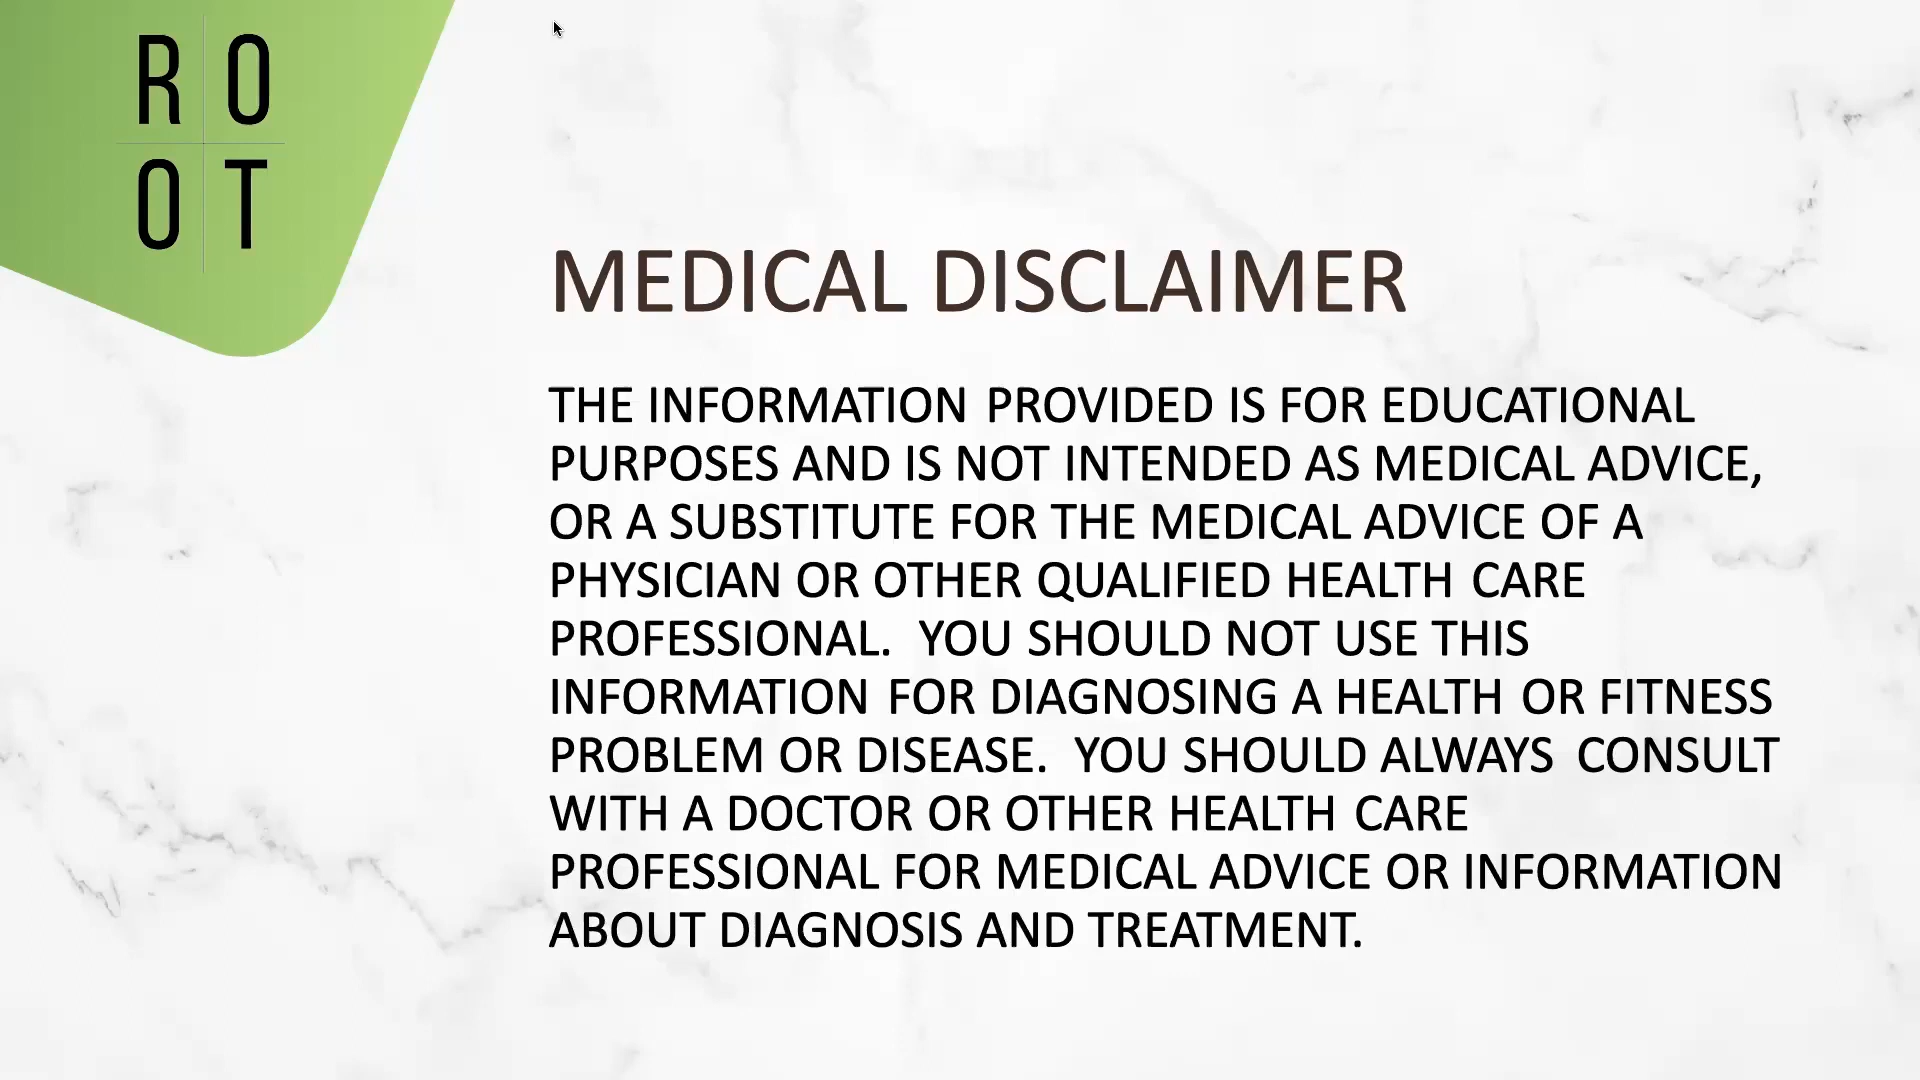 R O
O T
MEDICAL DISCLAIMER
THE INFORMATION PROVIDED IS FOR EDUCATIONAL
PURPOSES AND IS NOT INTENDED AS MEDICAL ADVICE,
OR A SUBSTITUTE FOR THE MEDICAL ADVICE OF A
PHYSICIAN OR OTHER QUALIFIED HEALTH CARE
PROFESSIONAL.  YOU SHOULD NOT USE THIS
INFORMATION FOR DIAGNOSING A HEALTH OR FITNESS
PROBLEM OR DISEASE.  YOU SHOULD ALWAYS CONSULT
WITH A DOCTOR OR OTHER HEALTH CARE
PROFESSIONAL FOR MEDICAL ADVICE OR INFORMATION
ABOUT DIAGNOSIS AND TREATMENT.